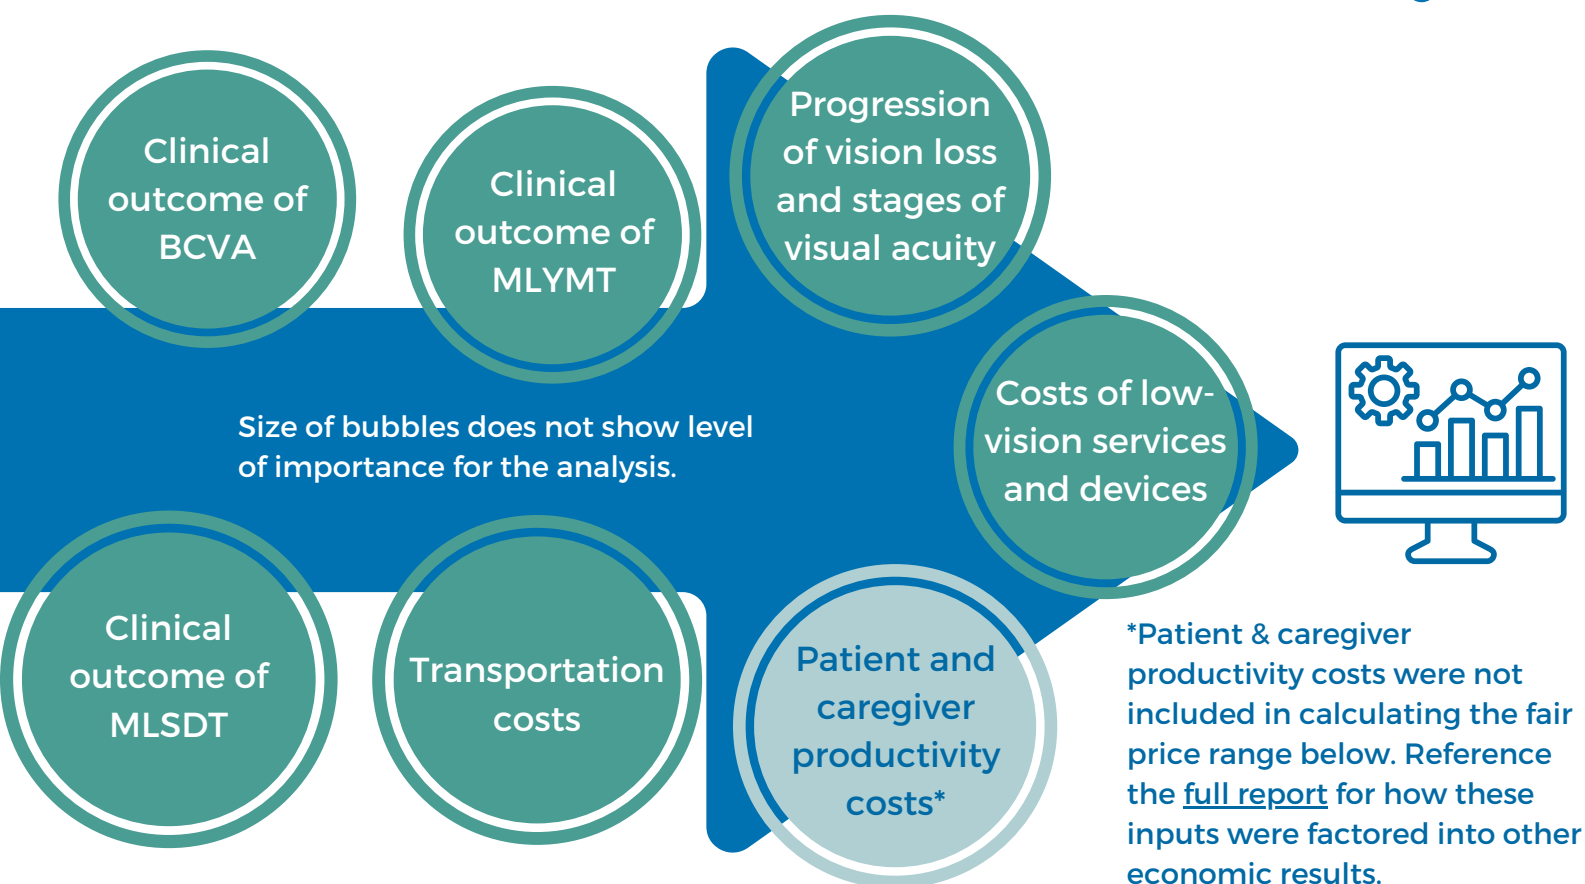 Clinical
outcome of
BCVA
Clinical
outcome of
MLYMT
Progression
of vision loss
and stages of
visual acuity
Size of bubbles does not show level
of importance for the analysis.
Costs of low-
vision services
and devices
Clinical
outcome of
MLSDT
Transportation
costs
Patient and
caregiver
productivity
costs*
*Patient & caregiver
productivity costs were not
included in calculating the fair
price range below. Reference
the full report for how these
inputs were factored into other
economic results.